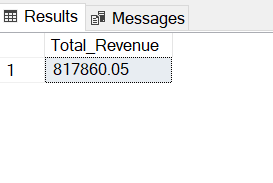 Results Messages
Total_Revenue
1 817860.05